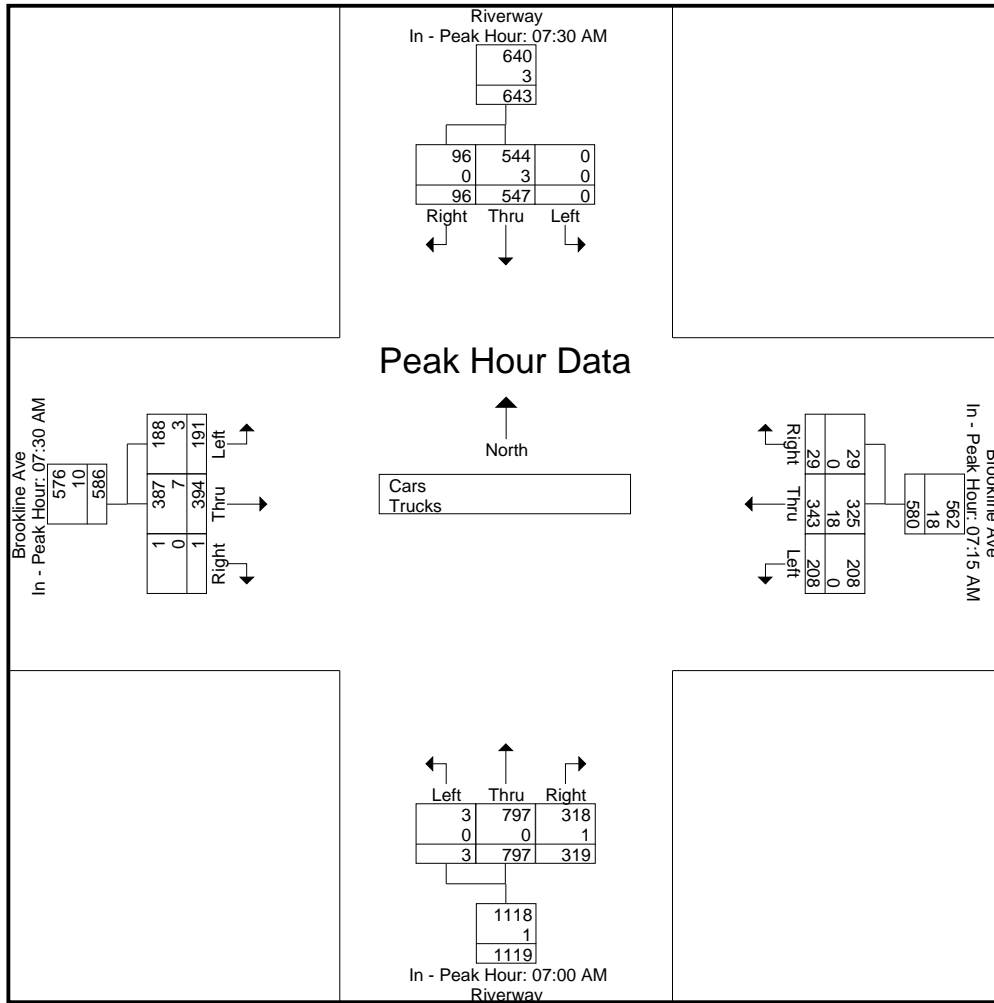 Riverway
In - Peak Hour: 07:30 AM
640
3
643
96 544 0
0 3 0
96 547 0
Right Thru Left
Peak Hour Data
North
Cars
Trucks
Brookline Ave
In - Peak Hour: 07:30 AM
576
10
586
188 387 1
3 7 0
191 394 1
Left Thru Right
Brookline Ave
In - Peak Hour: 07:15 AM
562
18
580
29 325 208
0 18 0
29 343 208
Right Thru Left
Left Thru Right
3 797 318
0 0 1
3 797 319
1118
1
1119
In - Peak Hour: 07:00 AM
Riverway